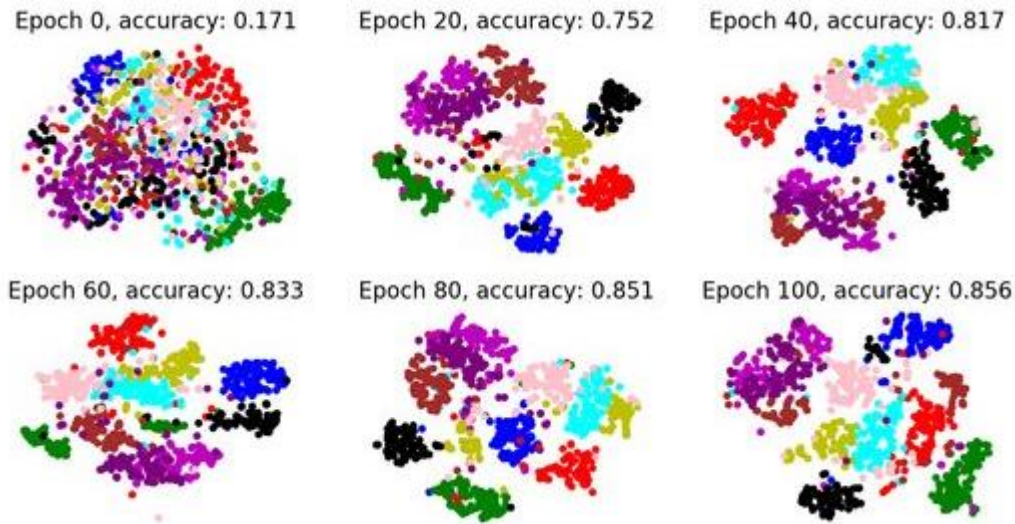 Epoch 0, accuracy: 0.171
Epoch 20, accuracy: 0.752
Epoch 40, accuracy: 0.817
Epoch 60, accuracy: 0.833
Epoch 80, accuracy: 0.851
Epoch 100, accuracy: 0.856